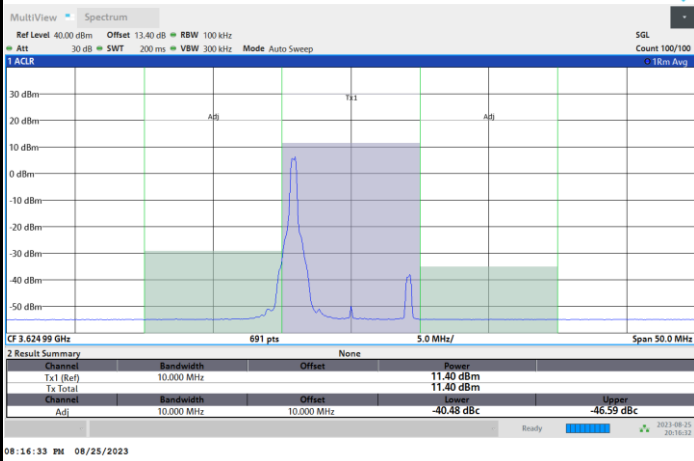 MultiView Spectrum
Ref Level 40.00 dBm Offset 13.40 dB RBW 100 kHz SGL
Att 30 dB SWT 200 ms VBW 300 kHz Mode Auto Sweep Count 100/100
1 ACLR 1Rm Avg
30 dBm
Tx1
20 dBm
Adj Adj
10 dBm
0 dBm
-10 dBm
-20 dBm
-30 dBm
-40 dBm
-50 dBm
CF 3.624 99 GHz 691 pts 5.0 MHz/ Span 50.0 MHz
2 Result Summary None
Channel Bandwidth Offset Power
Tx1 (Ref) 10.000 MHz 11.40 dBm
Tx Total 11.40 dBm
Channel Bandwidth Offset Lower Upper
Adj 10.000 MHz 10.000 MHz -40.48 dBc -46.59 dBc
Ready 2023-08-25
20:16:32
08:16:33 PM 08/25/2023